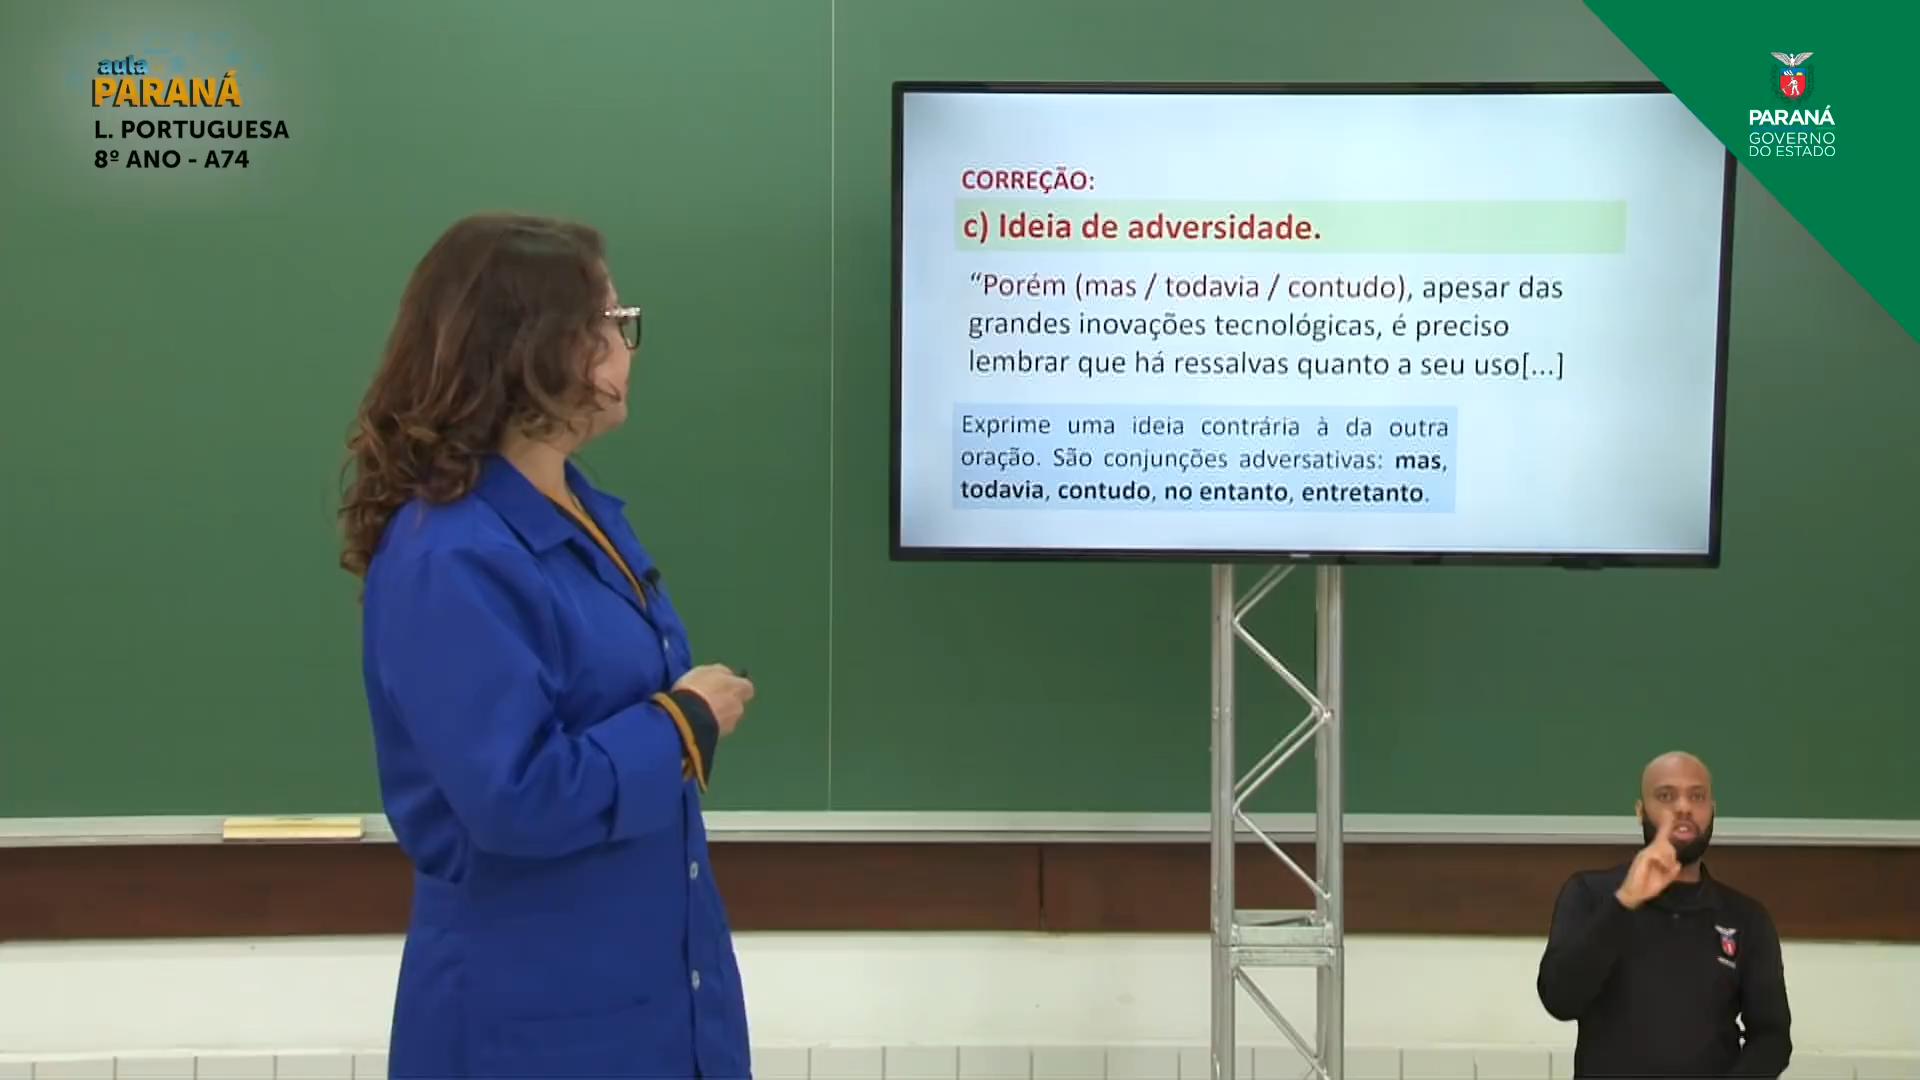 aula
PARANÁ
L. PORTUGUESA
8º ANO - A74
PARANÁ
GOVERNO
DO ESTADO
CORREÇÃO:
c) Ideia de adversidade.
“Porém (mas / todavia / contudo), apesar das
grandes inovações tecnológicas, é preciso
lembrar que há ressalvas quanto a seu uso[...]
Exprime uma ideia contrária à da outra
oração. São conjunções adversativas: mas,
todavia, contudo, no entanto, entretanto.